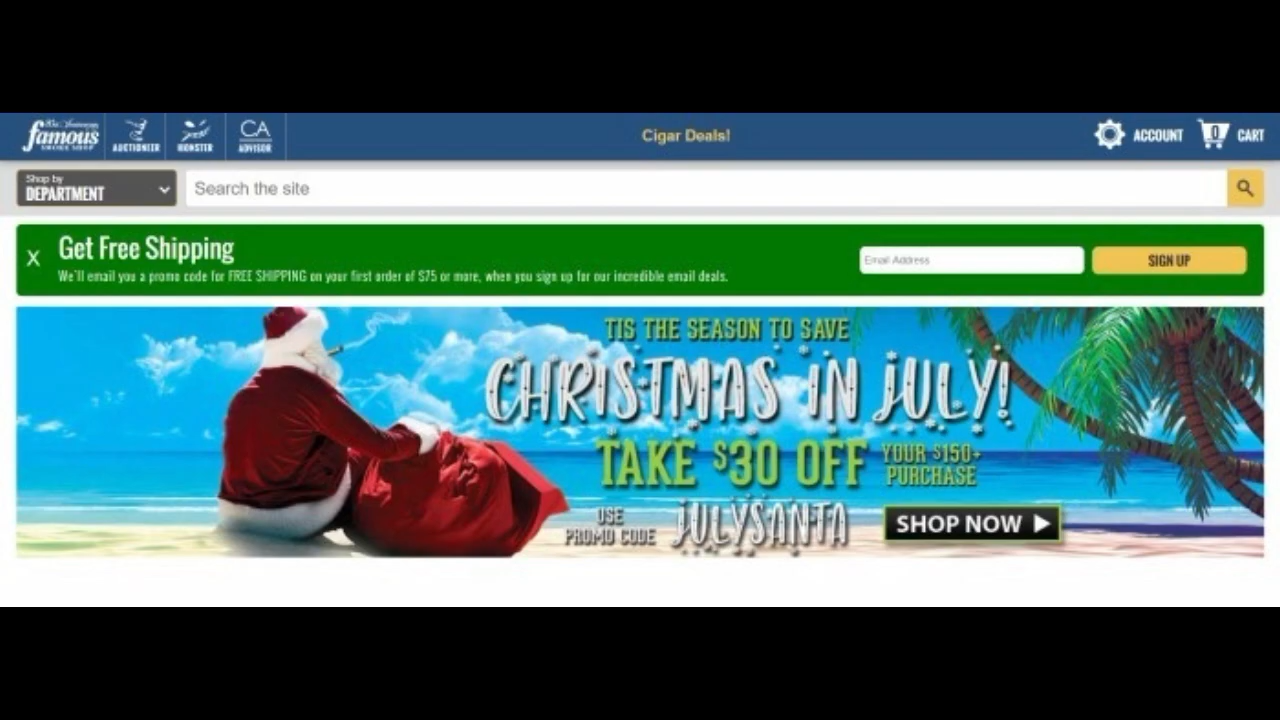 famous
SMOKE SHOP
AUCTIONEER
MONSTER
CA
ADVISOR
Cigar Deals!
ACCOUNT
0
CART
Shop by
DEPARTMENT
Search the site
X
Get Free Shipping
We'll email you a promo code for FREE SHIPPING on your first order of $75 or more, when you sign up for our incredible email deals.
Email Address
SIGN UP
TIS THE SEASON TO SAVE
CHRISTMAS IN JULY!
TAKE $30 OFF
YOUR $150+
PURCHASE
USE
PROMO CODE
JULYSANTA
SHOP NOW